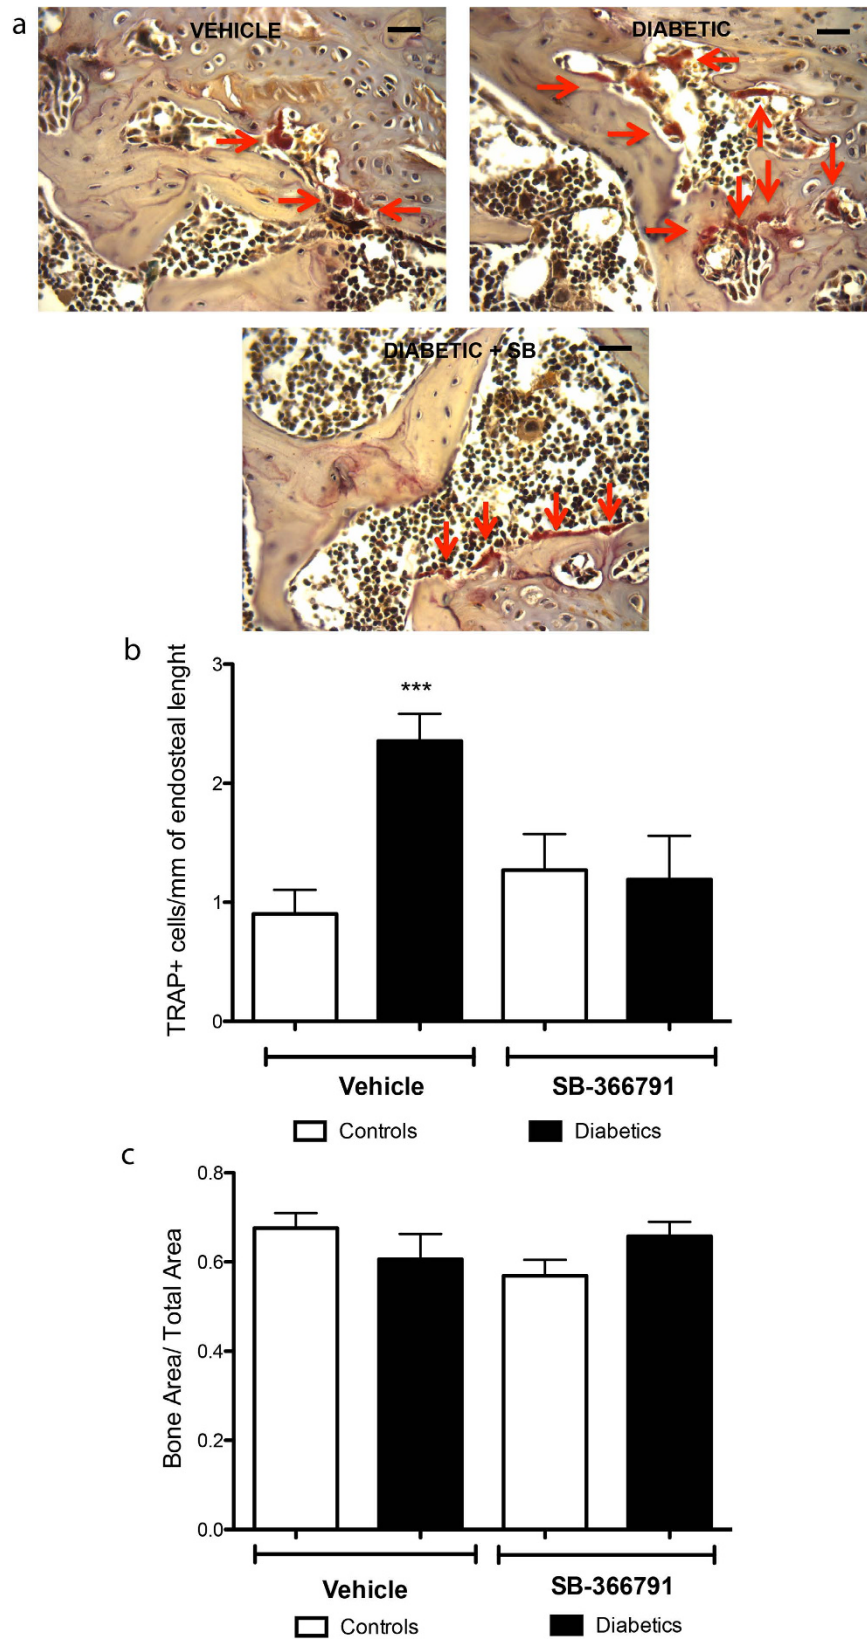 a
VEHICLE
DIABETIC
DIABETIC + SB
b
TRAP+ cells/mm of endosteal lenght
3
2
1
0
***
Vehicle
SB-366791
Controls
Diabetics
c
Bone Area/ Total Area
0.8
0.6
0.4
0.2
0.0
Vehicle
SB-366791
Controls
Diabetics